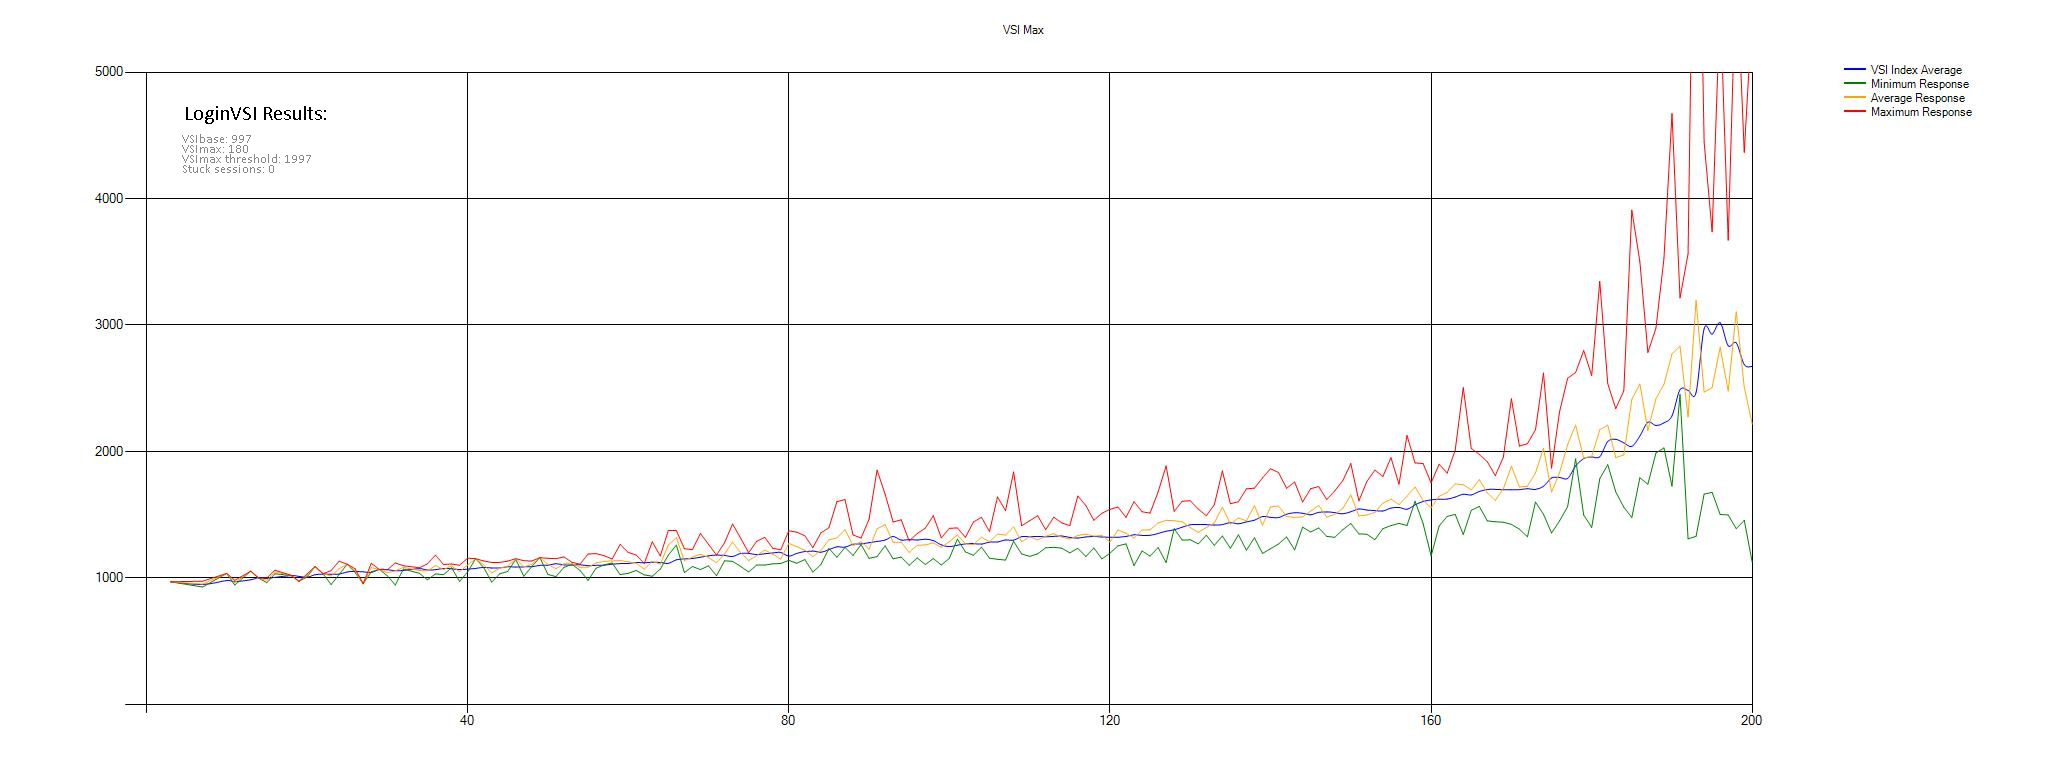 VSI Max
5000
4000
3000
2000
1000
40
80
120
160
200
LoginVSI Results:
VSIbase: 997
VSImax: 180
VSImax threshold: 1997
Stuck sessions: 0
VSI Index Average
Minimum Response
Average Response
Maximum Response